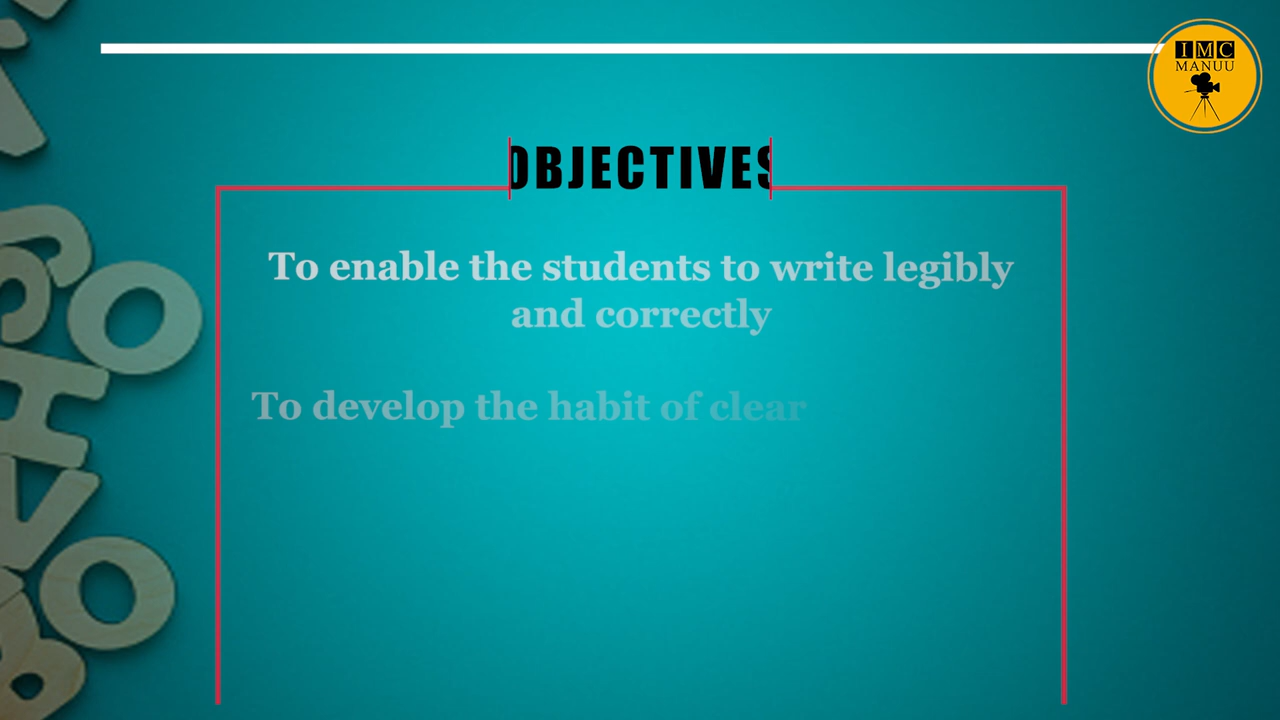 IMC
MANUU
OBJECTIVES
To enable the students to write legibly
and correctly
To develop the habit of clear